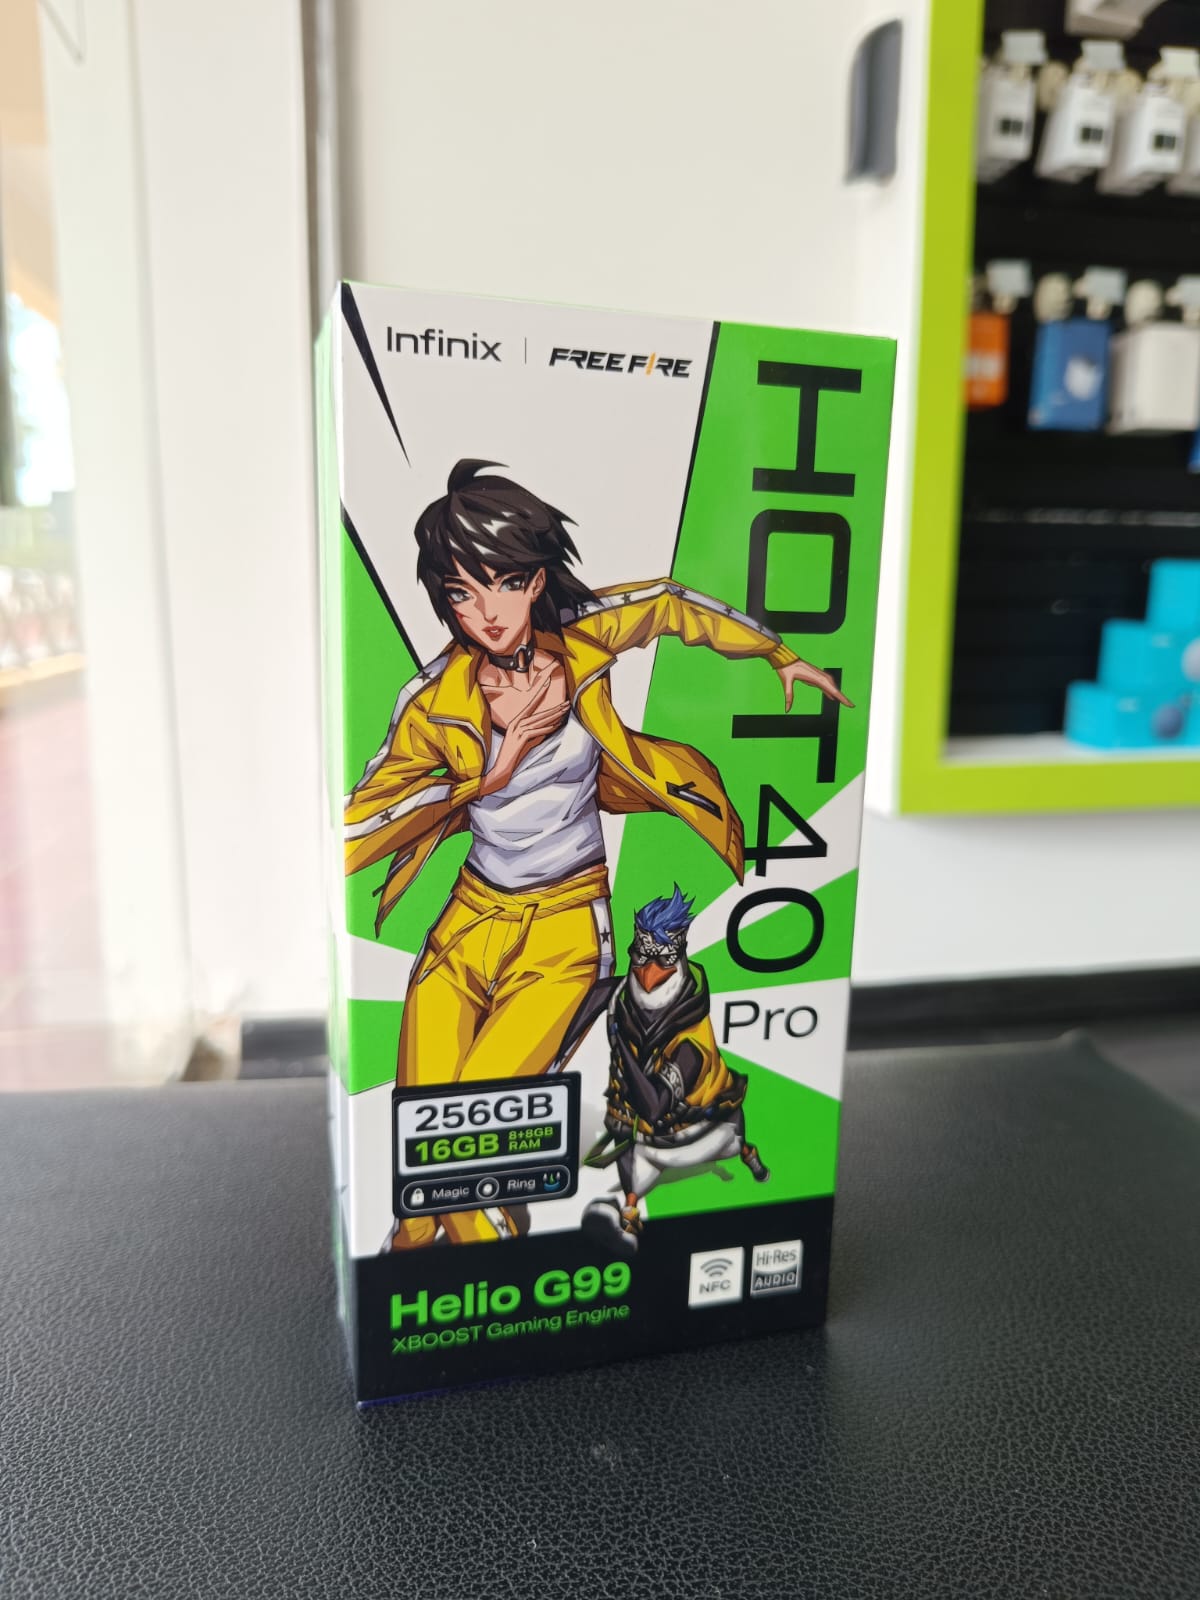 Infinix | FREE FIRE
HOT 40
Pro
256GB
16GB 8+8GB RAM
Magic Ring
Helio G99
XBOOST Gaming Engine
NFC
Hi-Res
AUDIO